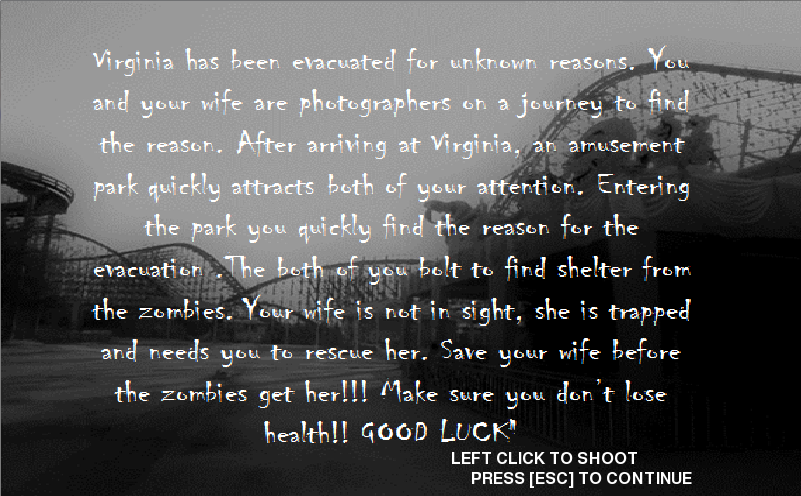 Virginia has been evacuated for unknown reasons. You
and your wife are photographers on a journey to find
the reason. After arriving at Virginia, an amusement
park quickly attracts both of your attention. Entering
the park you quickly find the reason for the
evacuation .The both of you bolt to find shelter from
the zombies. Your wife is not in sight, she is trapped
and needs you to rescue her. Save your wife before
the zombies get her!!! Make sure you don't lose
health!! GOOD LUCK!
LEFT CLICK TO SHOOT
PRESS [ESC] TO CONTINUE